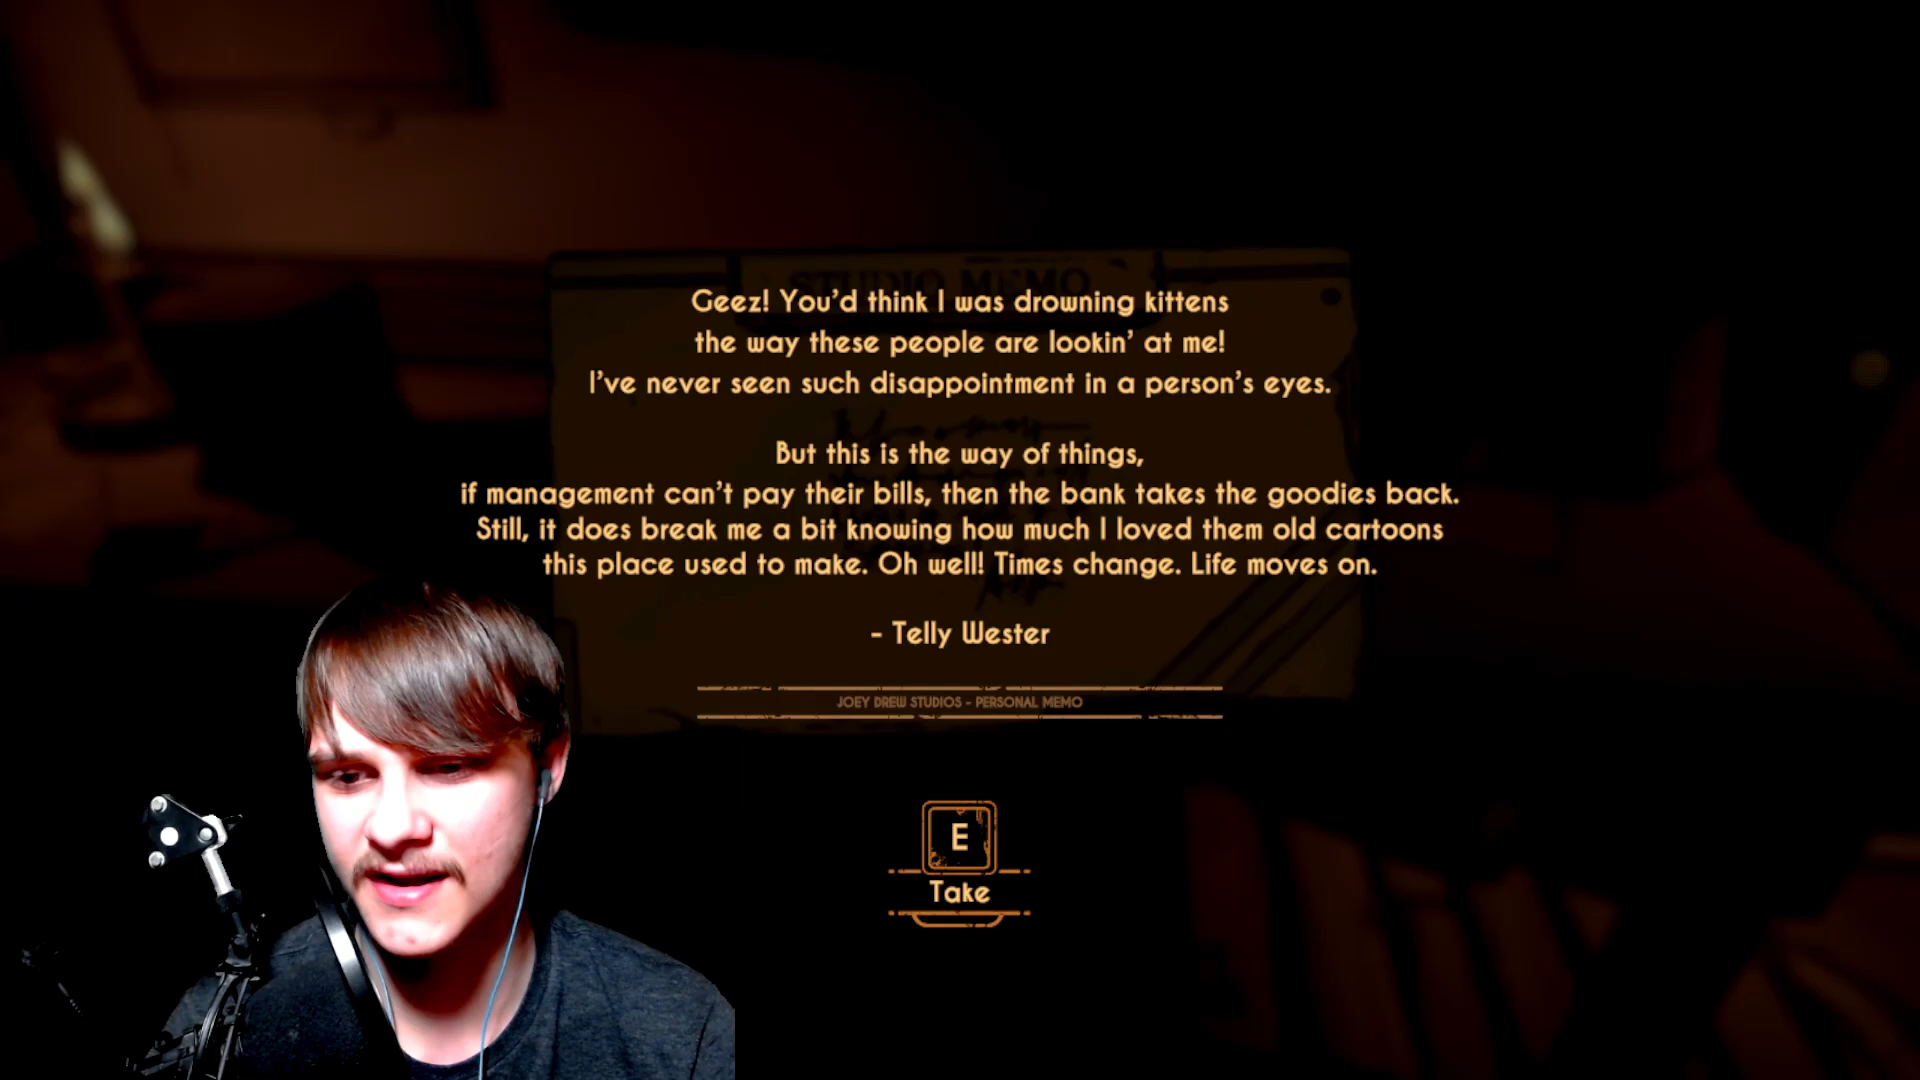 STUDIO MEMO
Geez! You'd think I was drowning kittens
the way these people are lookin' at me!
I've never seen such disappointment in a person's eyes.
But this is the way of things,
if management can't pay their bills, then the bank takes the goodies back.
Still, it does break me a bit knowing how much I loved them old cartoons
this place used to make. Oh well! Times change. Life moves on.
- Telly Wester
JOEY DREW STUDIOS - PERSONAL MEMO
E
Take